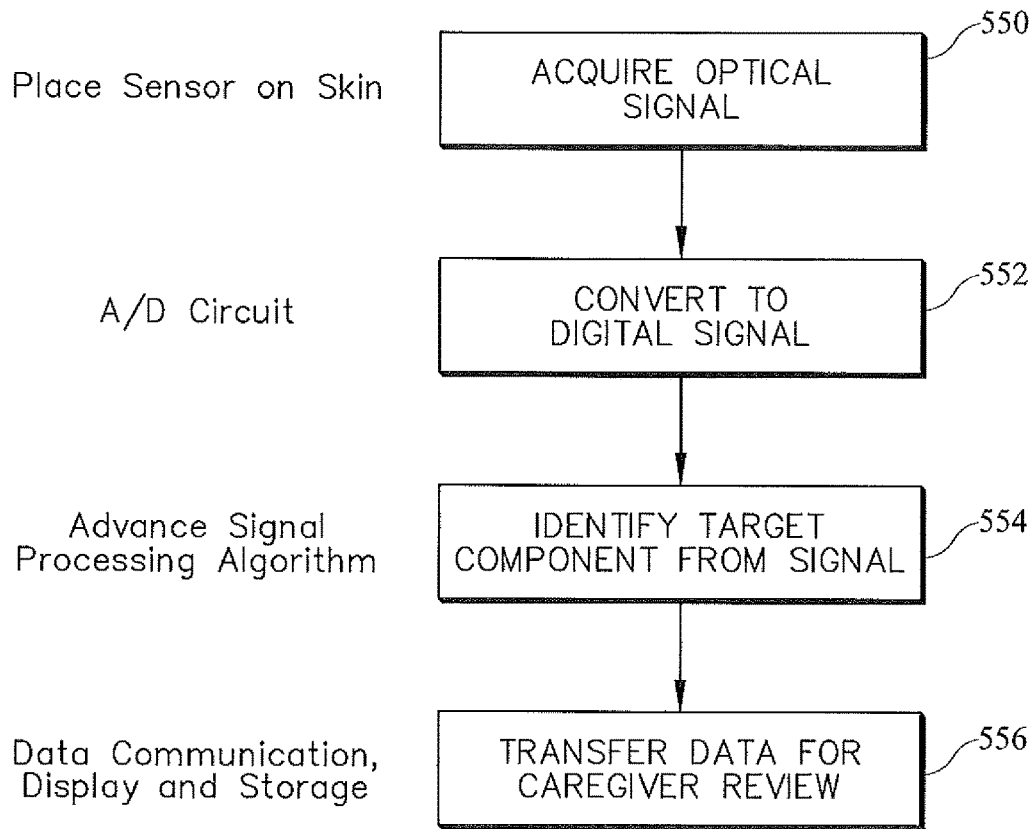 550
Place Sensor on Skin
ACQUIRE OPTICAL
SIGNAL
552
A/D Circuit
CONVERT TO
DIGITAL SIGNAL
554
Advance Signal
Processing Algorithm
IDENTIFY TARGET
COMPONENT FROM SIGNAL
556
Data Communication,
Display and Storage
TRANSFER DATA FOR
CAREGIVER REVIEW